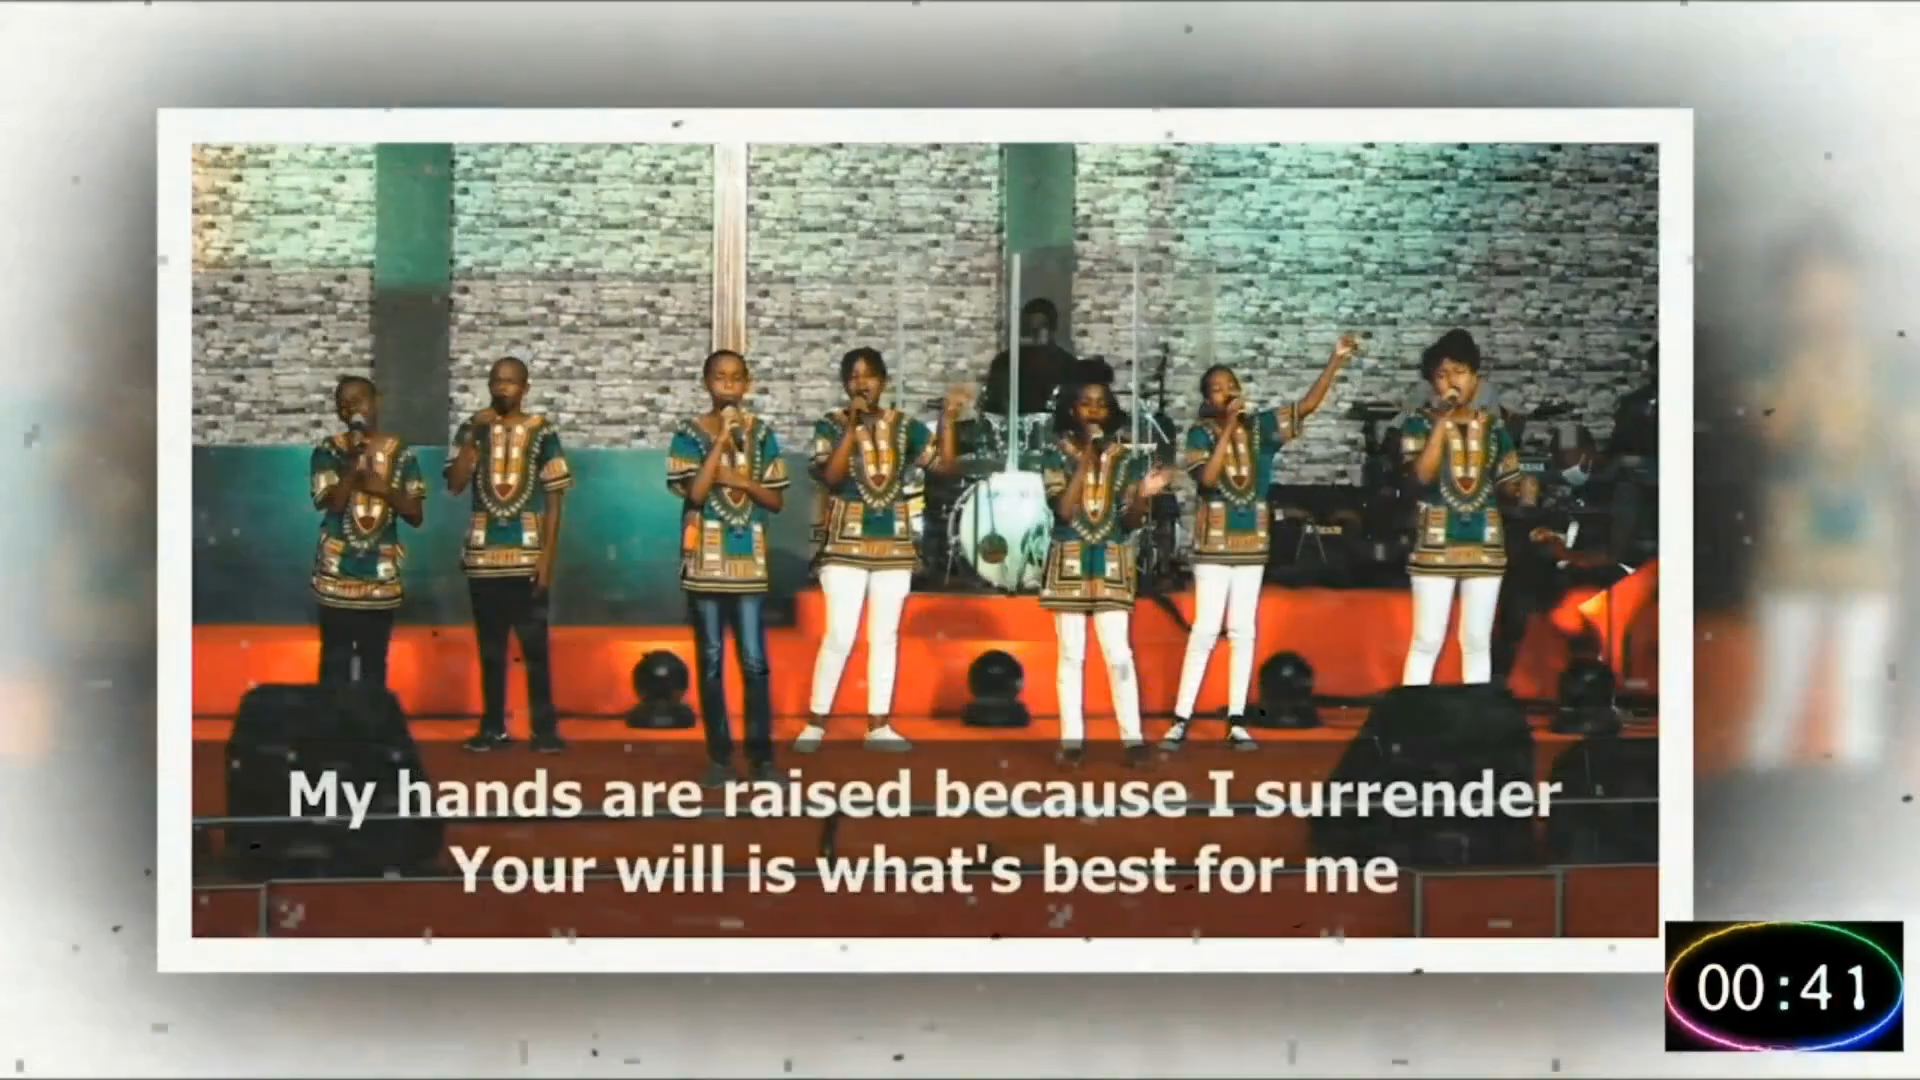 My hands are raised because I surrender
Your will is what's best for me
00:41